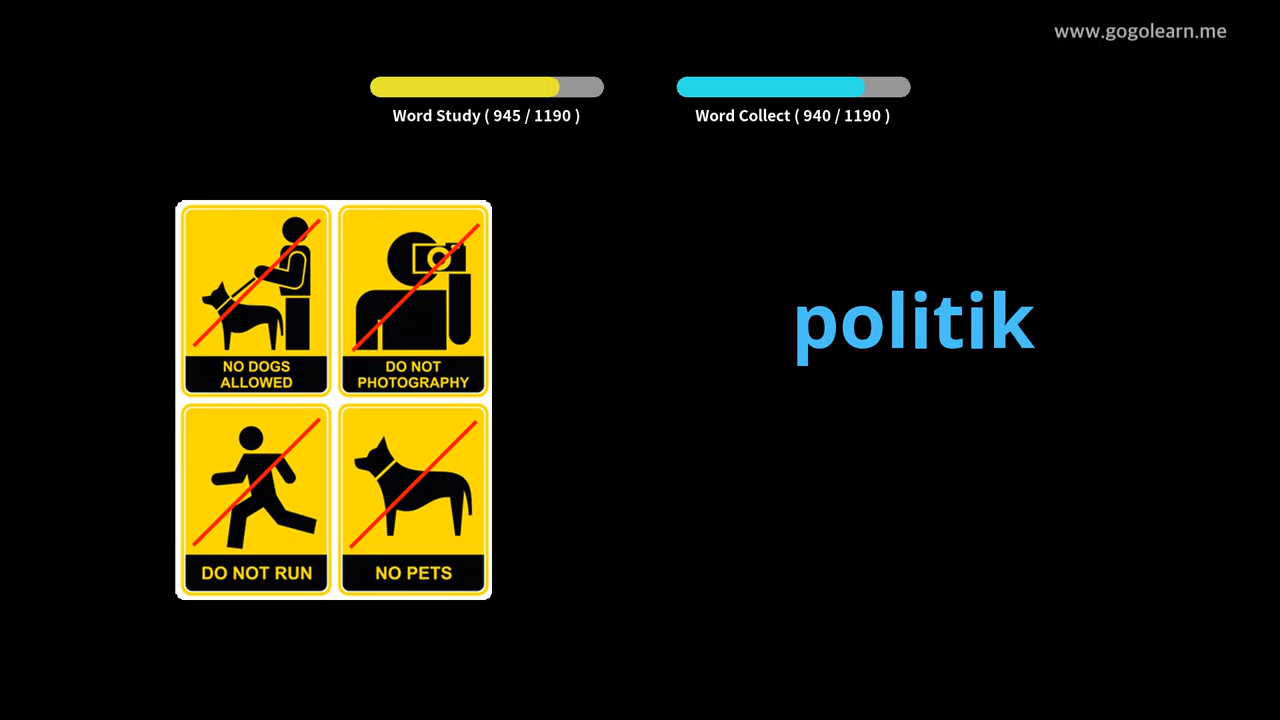 www.gogolearn.me
Word Study ( 945 / 1190 )
Word Collect ( 940 / 1190 )
NO DOGS
ALLOWED
DO NOT
PHOTOGRAPHY
DO NOT RUN
NO PETS
politik